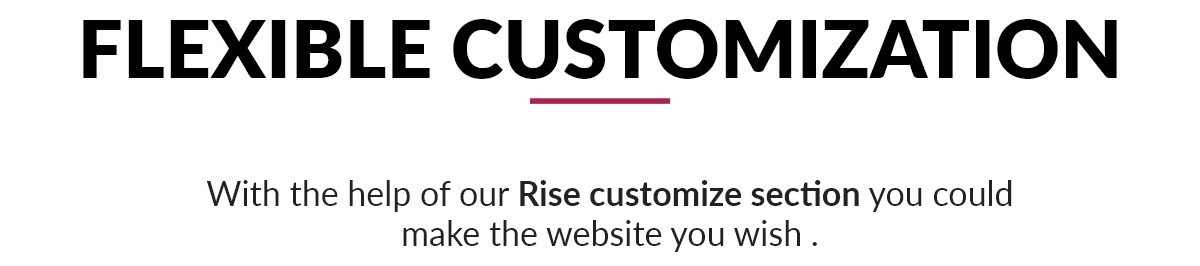 FLEXIBLE CUSTOMIZATION
With the help of our Rise customize section you could
make the website you wish .